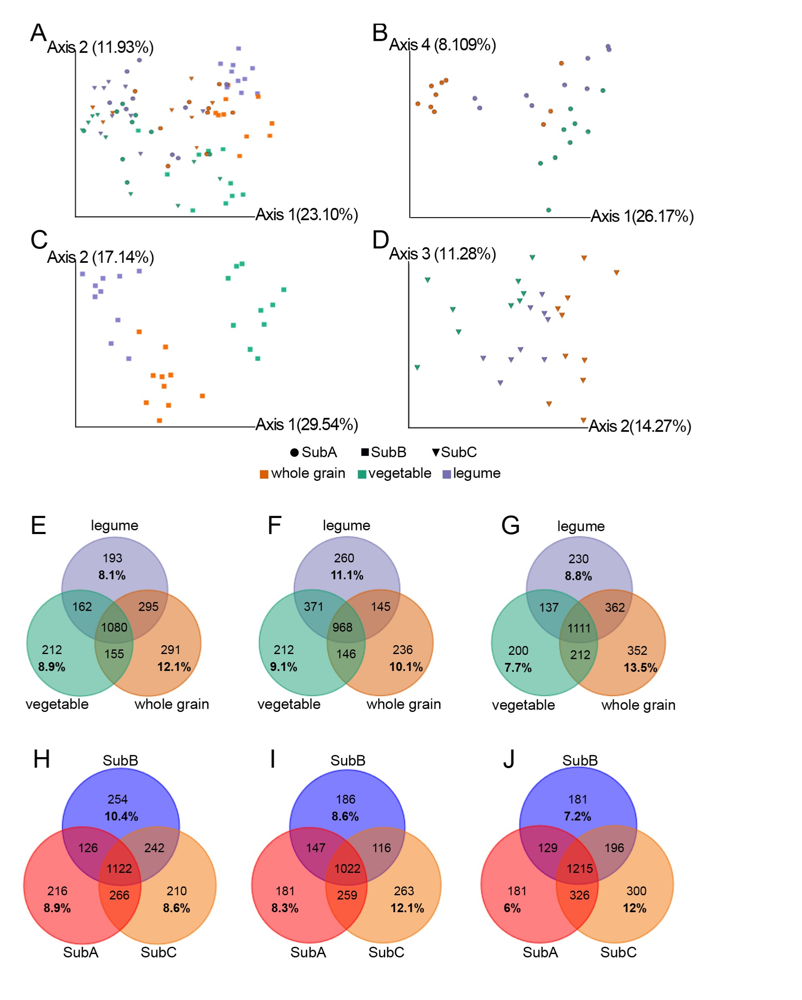 A
B
Axis 2 (11.93%)
Axis 4 (8.109%)
Axis 1(23.10%)
Axis 1(26.17%)
C
D
Axis 2 (17.14%)
Axis 3 (11.28%)
Axis 1(29.54%)
Axis 2(14.27%)
SubA SubB SubC
whole grain vegetable legume
E
legume
193
8.1%
162
295
1080
212
8.9%
155
291
12.1%
vegetable
whole grain
F
legume
260
11.1%
371
145
968
212
9.1%
146
236
10.1%
vegetable
whole grain
G
legume
230
8.8%
137
362
1111
200
7.7%
212
352
13.5%
vegetable
whole grain
H
SubB
254
10.4%
126
242
1122
216
8.9%
266
210
8.6%
SubA
SubC
I
SubB
186
8.6%
147
116
1022
181
8.3%
259
263
12.1%
SubA
SubC
J
SubB
181
7.2%
129
196
1215
181
6%
326
300
12%
SubA
SubC